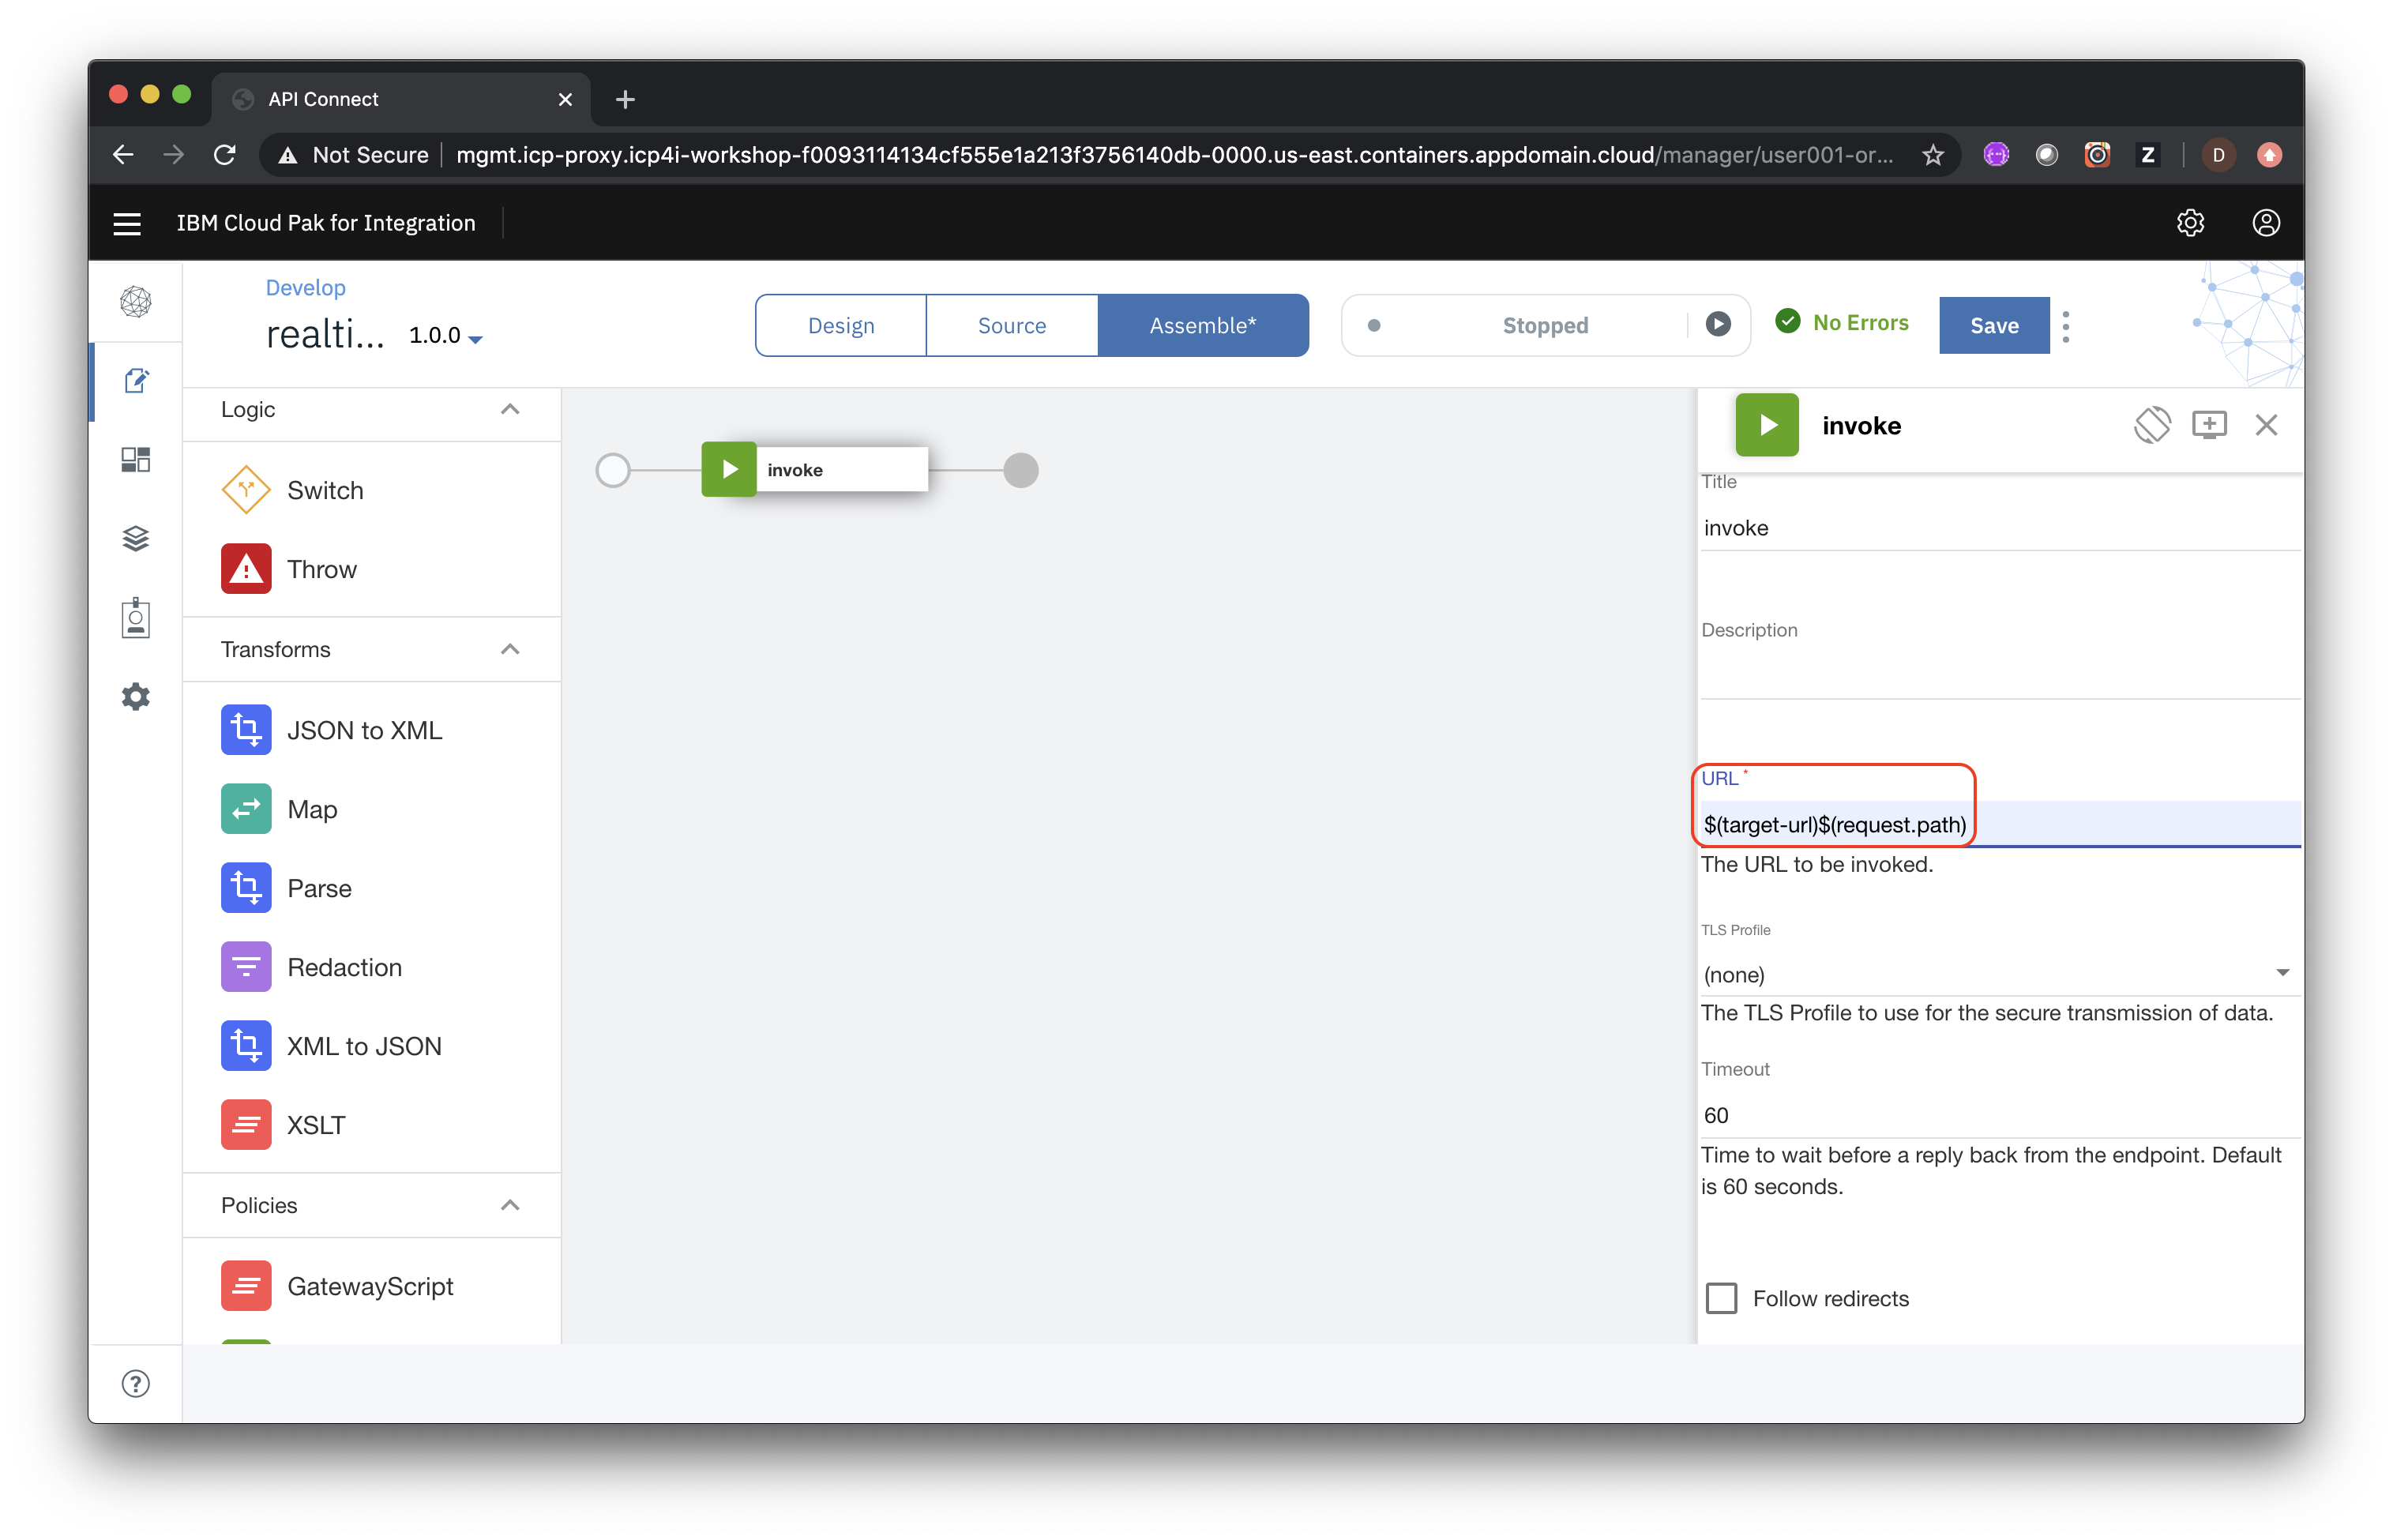 API Connect
Not Secure mgmt.icp-proxy.icp4i-workshop-f0093114134cf555e1a213f3756140db-0000.us-east.containers.appdomain.cloud/manager/user001-or...
Z
D
IBM Cloud Pak for Integration
Develop
realti... 1.0.0
Design
Source
Assemble*
Stopped
No Errors
Save
Logic
Switch
Throw
Transforms
JSON to XML
Map
Parse
Redaction
XML to JSON
XSLT
Policies
GatewayScript
invoke
invoke
Title
invoke
Description
URL *
$(target-url)$(request.path)
The URL to be invoked.
TLS Profile
(none)
The TLS Profile to use for the secure transmission of data.
Timeout
60
Time to wait before a reply back from the endpoint. Default
is 60 seconds.
Follow redirects